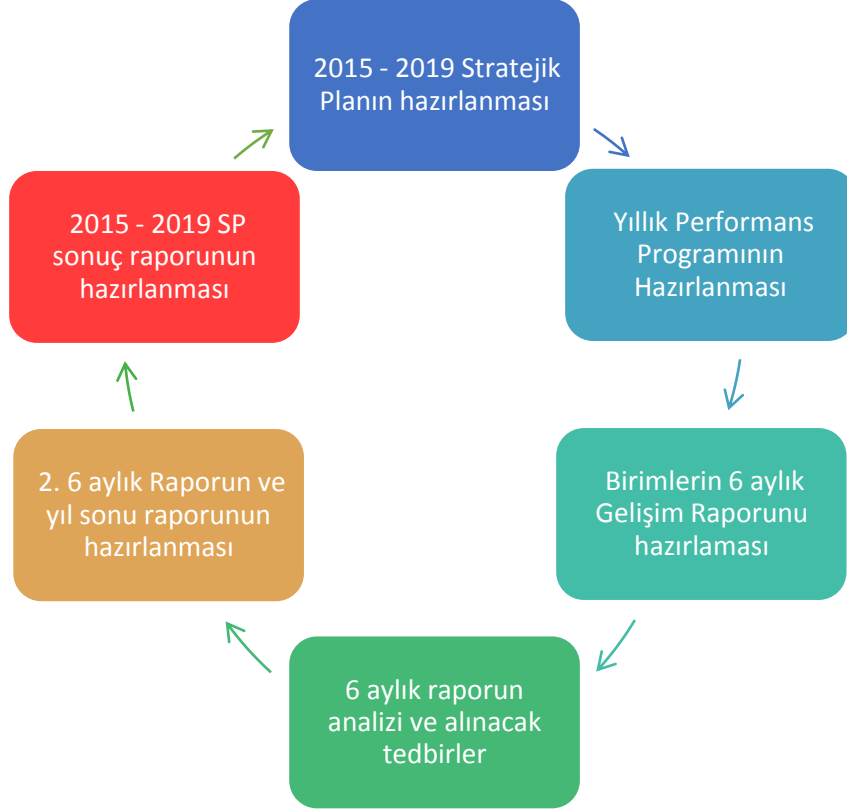 2015 - 2019 Stratejik
Planın hazırlanması
Yıllık Performans
Programının
Hazırlanması
Birimlerin 6 aylık
Gelişim Raporunu
hazırlaması
6 aylık raporun
analizi ve alınacak
tedbirler
2. 6 aylık Raporun ve
yıl sonu raporunun
hazırlanması
2015 - 2019 SP
sonuç raporunun
hazırlanması